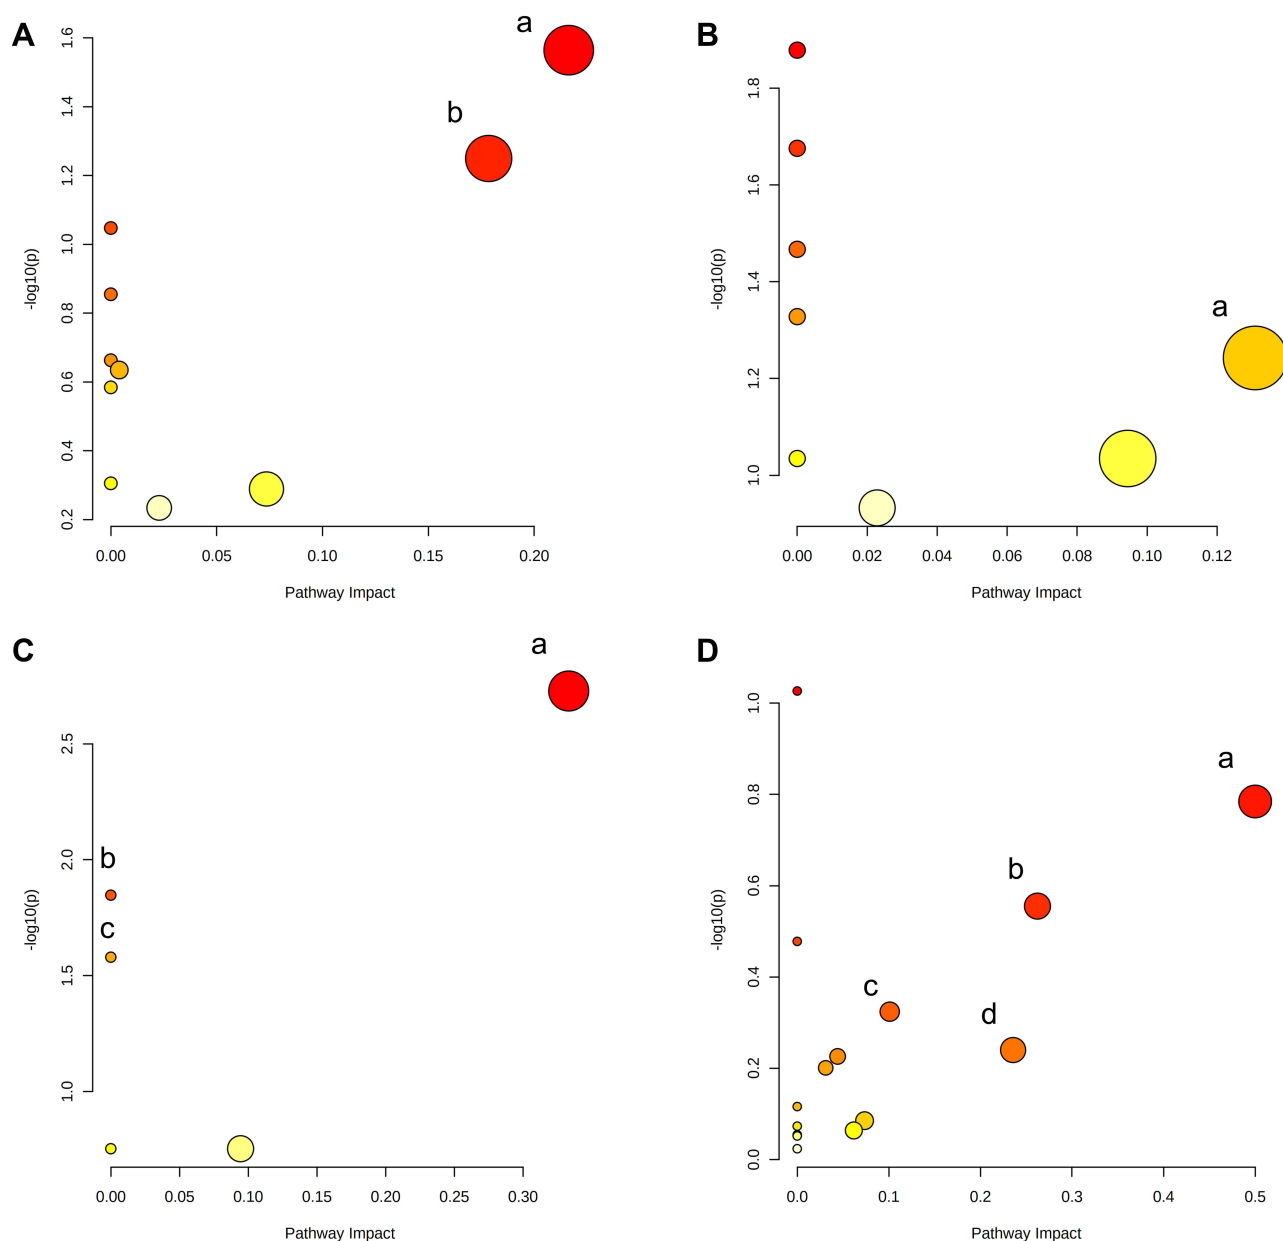 A
a
b
-log10(p)
1.6
1.4
1.2
1.0
0.8
0.6
0.4
0.2
0.00 0.05 0.10 0.15 0.20
Pathway Impact
B
a
-log10(p)
1.8
1.6
1.4
1.2
1.0
0.00 0.02 0.04 0.06 0.08 0.10 0.12
Pathway Impact
C
a
b
c
-log10(p)
2.5
2.0
1.5
1.0
0.00 0.05 0.10 0.15 0.20 0.25 0.30
Pathway Impact
D
a
b
c
d
-log10(p)
1.0
0.8
0.6
0.4
0.2
0.0
0.0 0.1 0.2 0.3 0.4 0.5
Pathway Impact